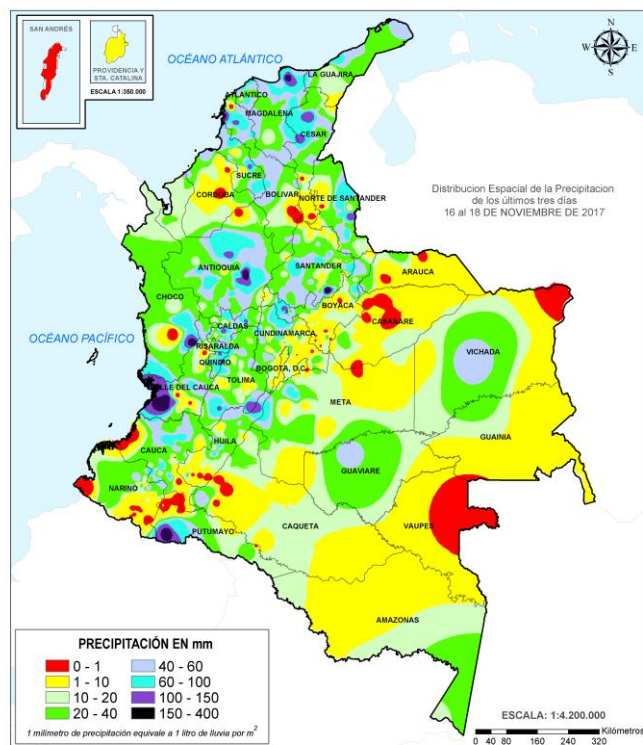 SAN ANDRÉS
PROVIDENCIA Y
STA. CATALINA
ESCALA 1:350.000
OCÉANO ATLÁNTICO
N
W E
S
LA GUAJIRA
ATLANTICO
MAGDALENA
CESAR
SUCRE
CORDOBA
BOLIVAR
NORTE DE SANTANDER
Distribucion Espacial de la Precipitacion
de los últimos tres días
16 al 18 DE NOVIEMBRE DE 2017
ANTIOQUIA
SANTANDER
ARAUCA
CHOCO
BOYACA
CASANARE
OCÉANO PACÍFICO
CALDAS
CUNDINAMARCA
RISARALDA
QUINDIO
BOGOTA, D.C.
VICHADA
TOLIMA
VALLE DEL CAUCA
META
GUAINIA
HUILA
CAUCA
GUAVIARE
NARIÑO
CAQUETA
VAUPES
PUTUMAYO
AMAZONAS
PRECIPITACIÓN EN mm
0 - 1 40 - 60
1 - 10 60 - 100
10 - 20 100 - 150
20 - 40 150 - 400
1 milímetro de precipitación equivale a 1 litro de lluvia por m2
ESCALA: 1:4.200.000
Kilómetros
0 40 80 160 240 320